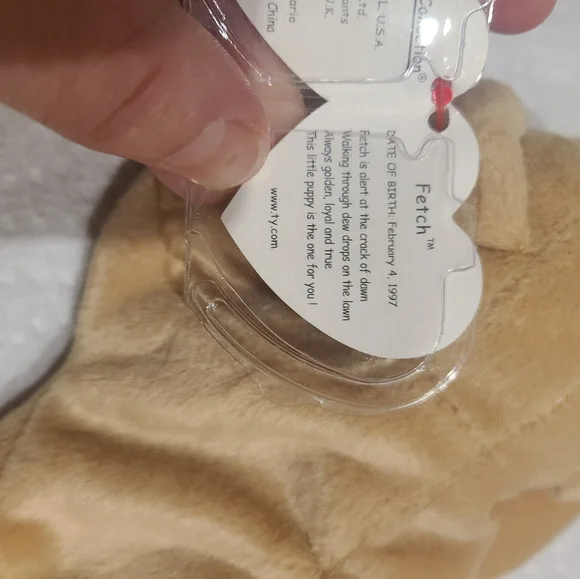 Collection®
L. U.S.A.
Ltd.
ants
U.K.
ario
China
Fetch™
DATE OF BIRTH: February 4, 1997
Fetch is alert at the crack of dawn
Walking through dew drops on the lawn
Always golden, loyal and true
This little puppy is the one for you!
www.ty.com